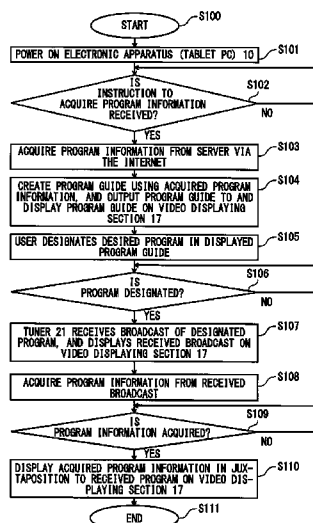 START
S100
POWER ON ELECTRONIC APPARATUS (TABLET PC) 10
S101
IS
INSTRUCTION TO
ACQUIRE PROGRAM INFORMATION
RECEIVED?
S102
NO
YES
ACQUIRE PROGRAM INFORMATION FROM SERVER VIA
THE INTERNET
S103
CREATE PROGRAM GUIDE USING ACQUIRED PROGRAM
INFORMATION, AND OUTPUT PROGRAM GUIDE TO AND
DISPLAY PROGRAM GUIDE ON VIDEO DISPLAYING
SECTION 17
S104
USER DESIGNATES DESIRED PROGRAM IN DISPLAYED
PROGRAM GUIDE
S105
IS
PROGRAM DESIGNATED?
S106
NO
YES
TUNER 21 RECEIVES BROADCAST OF DESIGNATED
PROGRAM, AND DISPLAYS RECEIVED BROADCAST ON
VIDEO DISPLAYING SECTION 17
S107
ACQUIRE PROGRAM INFORMATION FROM RECEIVED
BROADCAST
S108
IS
PROGRAM INFORMATION ACQUIRED?
S109
NO
YES
DISPLAY ACQUIRED PROGRAM INFORMATION IN JUX-
TAPOSITION TO RECEIVED PROGRAM ON VIDEO DIS-
PLAYING SECTION 17
S110
END
S111